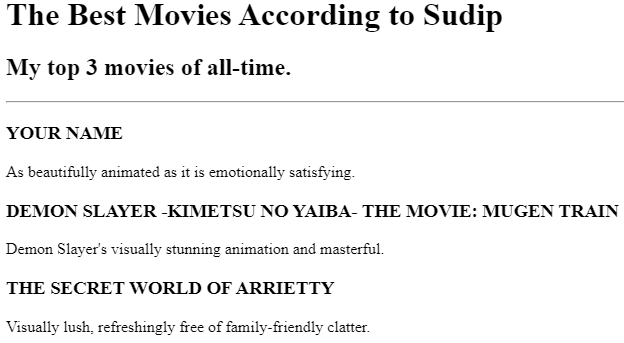 The Best Movies According to Sudip
My top 3 movies of all-time.
YOUR NAME
As beautifully animated as it is emotionally satisfying.
DEMON SLAYER -KIMETSU NO YAIBA- THE MOVIE: MUGEN TRAIN
Demon Slayer's visually stunning animation and masterful.
THE SECRET WORLD OF ARRIETTY
Visually lush, refreshingly free of family-friendly clatter.